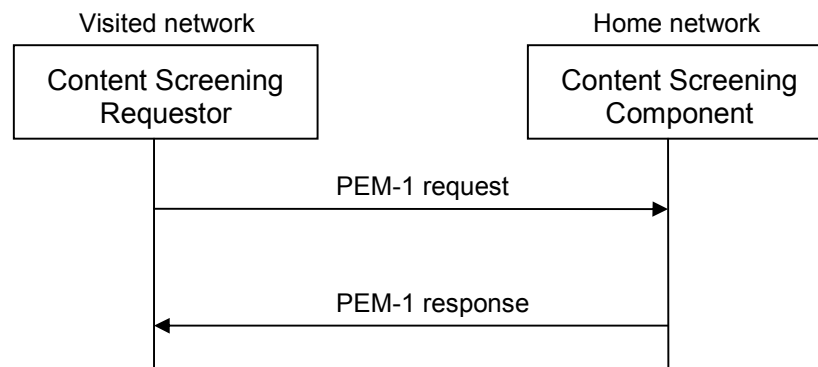 Visited network
Home network
Content Screening
Requestor
Content Screening
Component
PEM-1 request
PEM-1 response